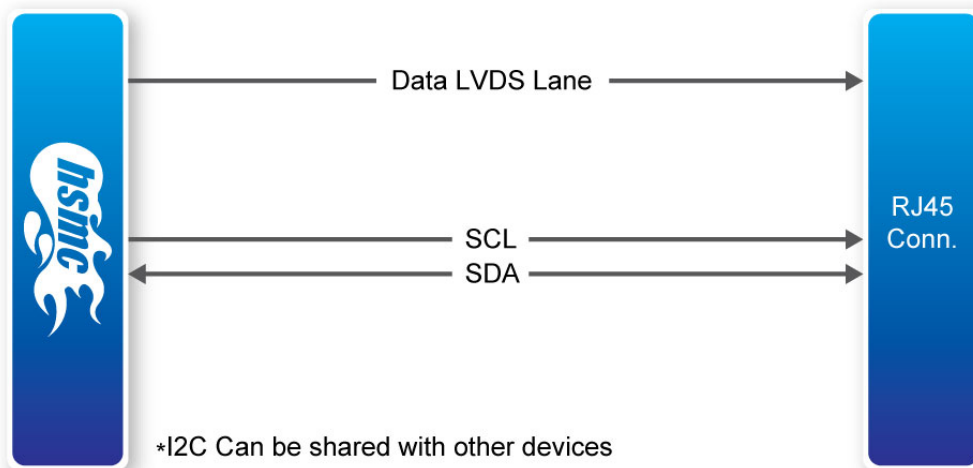 Data LVDS Lane
hsmc
SCL
SDA
RJ45
Conn.
*I2C Can be shared with other devices